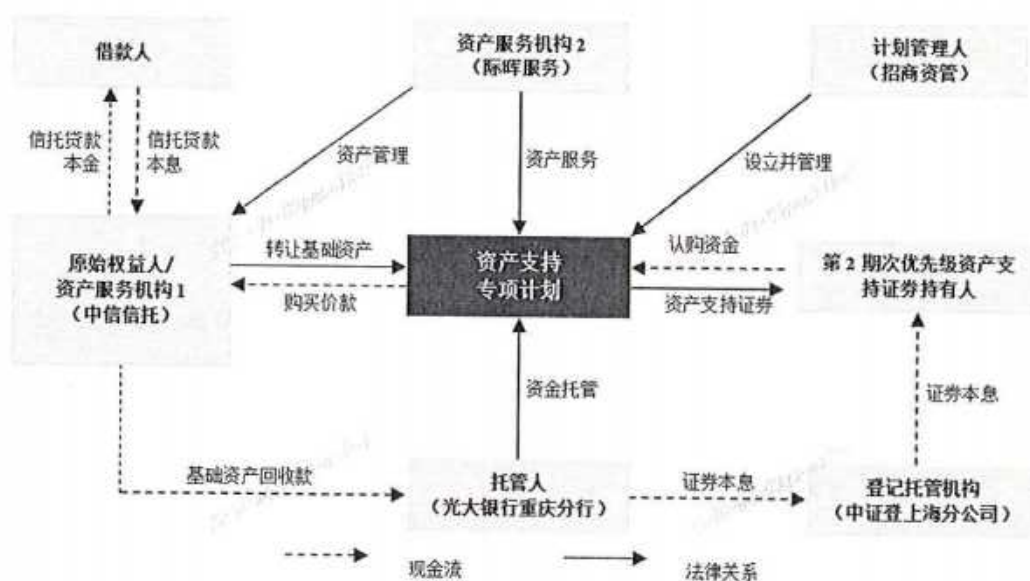 借款人
资产服务机构2
（际晖服务）
计划管理人
（招商资管）
信托贷款
本金
信托贷款
本息
资产管理
资产服务
设立并管理
原始权益人/
资产服务机构1
（中信信托）
转让基础资产
购买价款
资产支持
专项计划
认购资金
资产支持证券
第2期次优先级资产支
持证券持有人
资金托管
证券本息
基础资产回收款
托管人
（光大银行重庆分行）
证券本息
登记托管机构
（中证登上海分公司）
现金流
法律关系